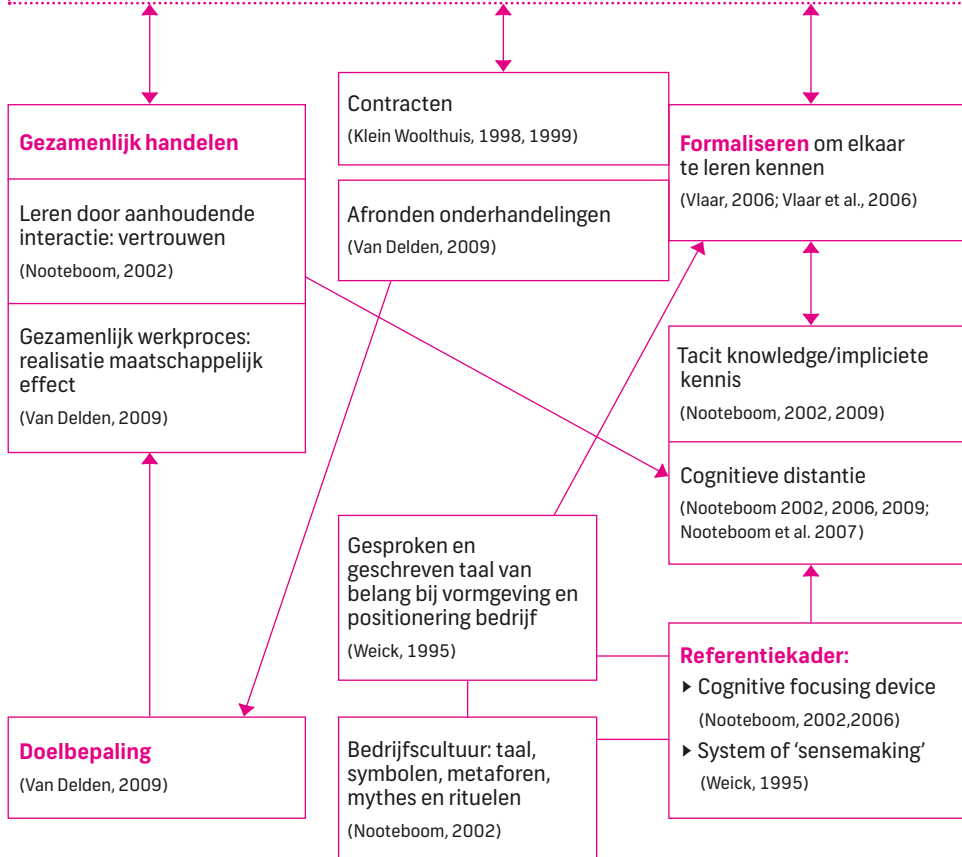 Gezamenlijk handelen
Leren door aanhoudende
interactie: vertrouwen
(Nooteboom, 2002)
Gezamenlijk werkproces:
realisatie maatschappelijk
effect
(Van Delden, 2009)
Doelbepaling
(Van Delden, 2009)
Contracten
(Klein Woolthuis, 1998, 1999)
Afronden onderhandelingen
(Van Delden, 2009)
Gesproken en
geschreven taal van
belang bij vormgeving en
positionering bedrijf
(Weick, 1995)
Bedrijfscultuur: taal,
symbolen, metaforen,
mythes en rituelen
(Nooteboom, 2002)
Formaliseren om elkaar
te leren kennen
(Vlaar, 2006; Vlaar et al., 2006)
Tacit knowledge/impliciete
kennis
(Nooteboom, 2002, 2009)
Cognitieve distantie
(Nooteboom 2002, 2006, 2009;
Nooteboom et al. 2007)
Referentiekader:
▸ Cognitive focusing device
(Nooteboom, 2002,2006)
▸ System of ‘sensemaking’
(Weick, 1995)